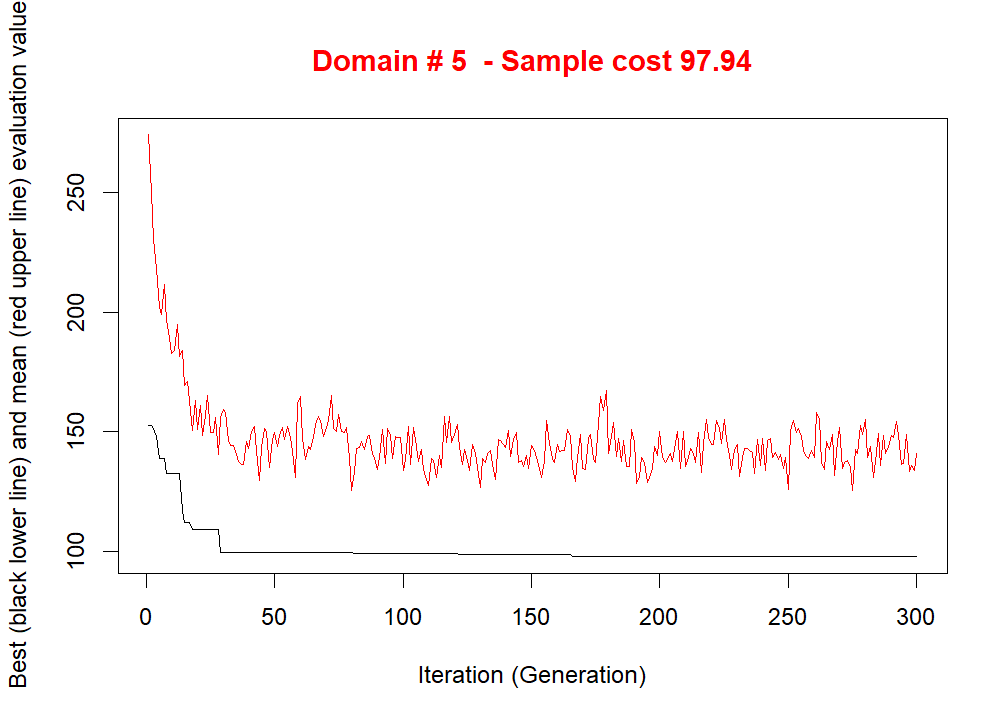 Domain # 5  - Sample cost 97.94
Best (black lower line) and mean (red upper line) evaluation value
250
200
150
100
0 50 100 150 200 250 300
Iteration (Generation)